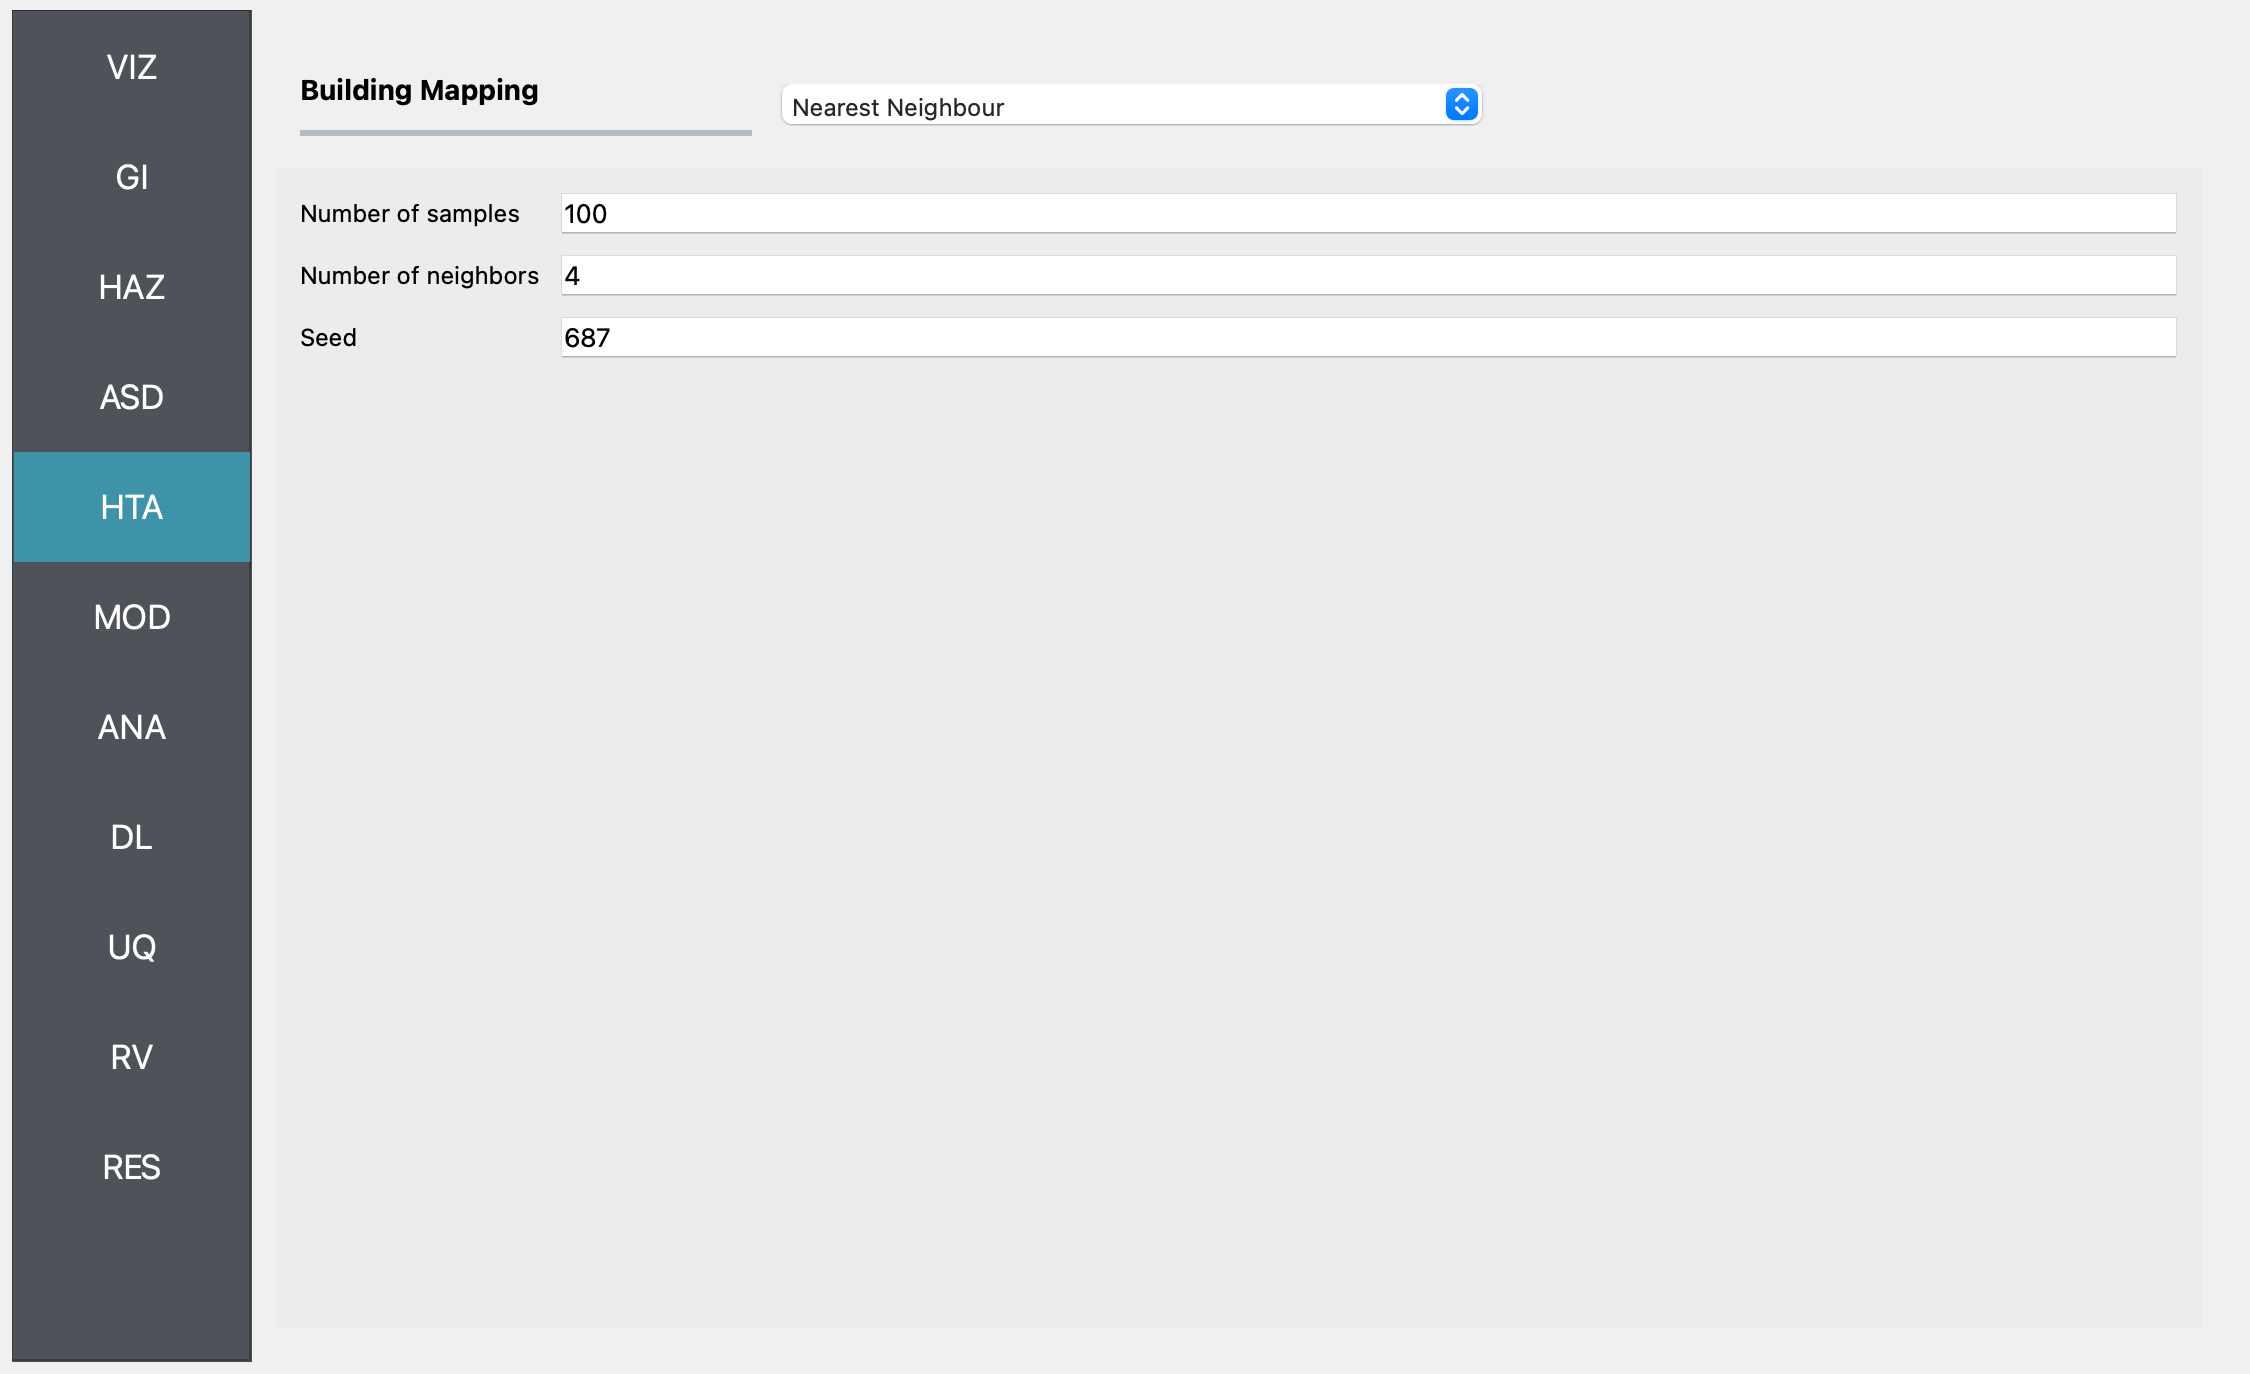 VIZ
GI
HAZ
ASD
HTA
MOD
ANA
DL
UQ
RV
RES
Building Mapping
Nearest Neighbour
Number of samples 100
Number of neighbors 4
Seed 687